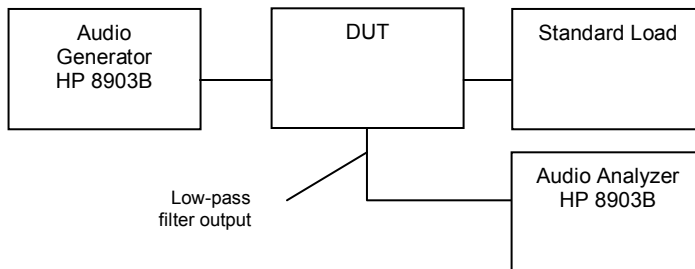 Audio
Generator
HP 8903B
DUT
Standard Load
Audio Analyzer
HP 8903B
Low-pass
filter output